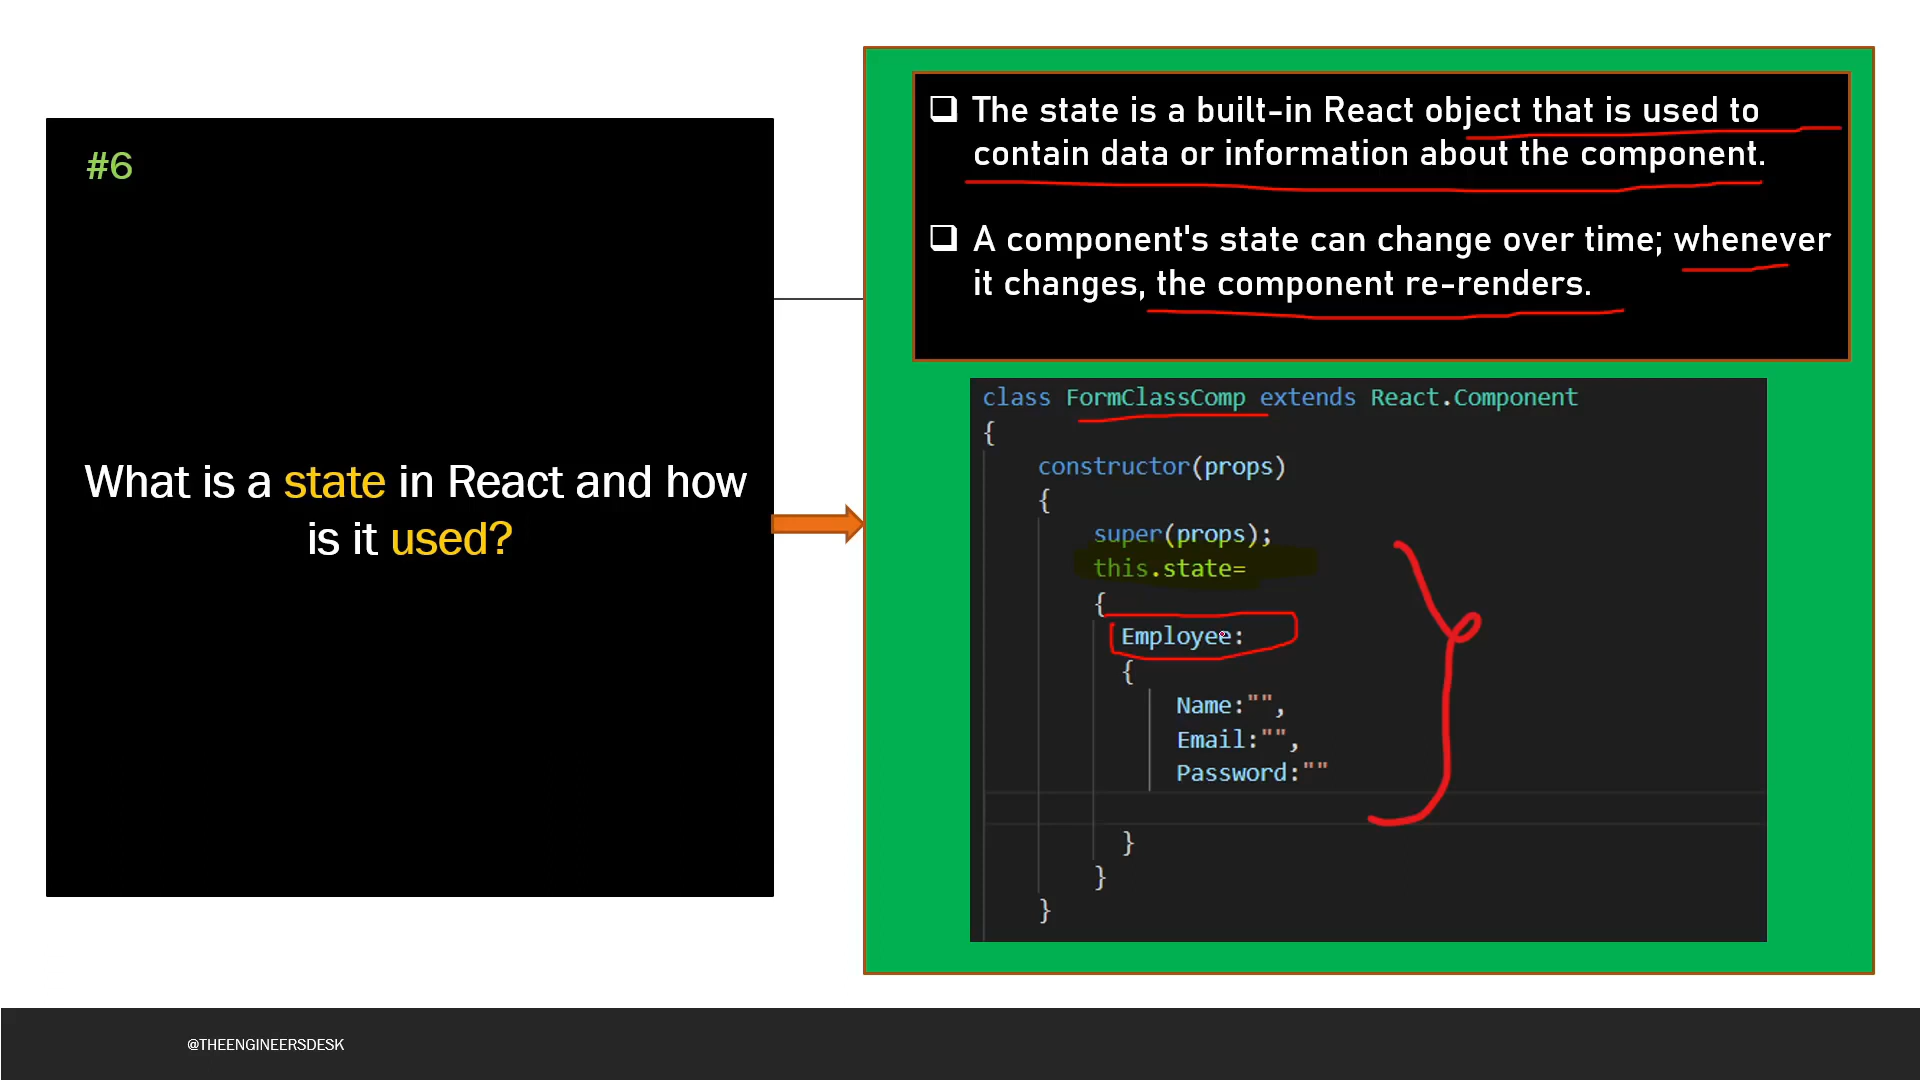 #6
What is a state in React and how
is it used?
The state is a built-in React object that is used to
contain data or information about the component.
A component's state can change over time; whenever
it changes, the component re-renders.
class FormClassComp extends React.Component
{
constructor(props)
{
super(props);
this.state=
{
Employee:
{
Name:"",
Email:"",
Password:""
}
}
}
@THEENGINEERSDESK